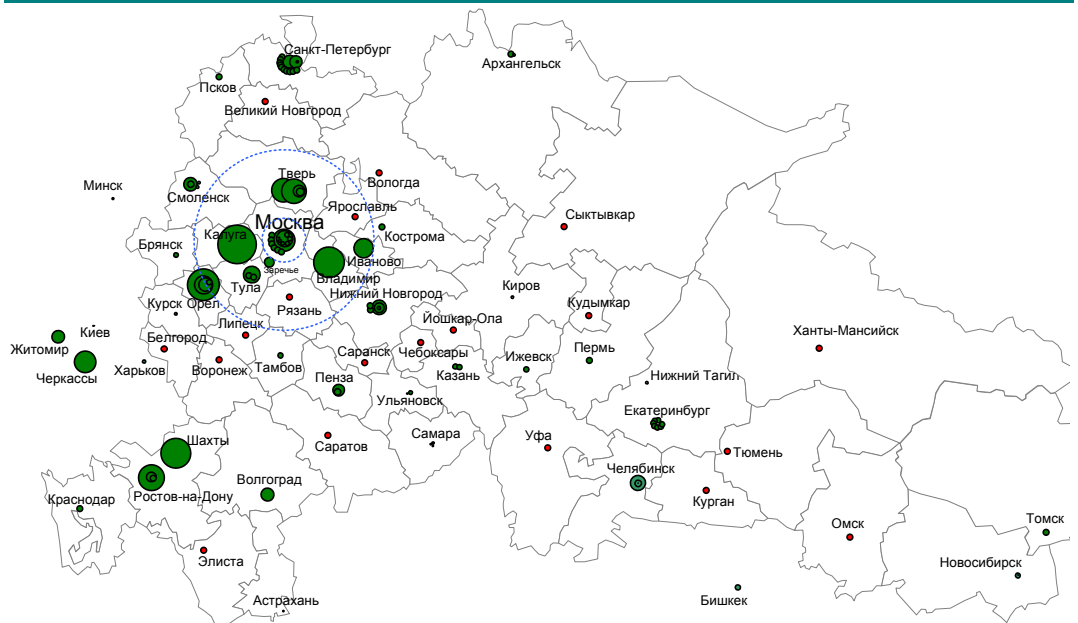 Санкт-Петербург
Архангельск
Псков
Великий Новгород
Тверь
Вологда
Минск
Смоленск
Ярославль
Москва
Сыктывкар
Калуга
Кострома
Брянск
Иваново
Заречье
Владимир
Тула
Киров
Нижний Новгород
Курск
Орел
Рязань
Кудымкар
Йошкар-Ола
Липецк
Киев
Белгород
Ханты-Мансийск
Житомир
Чебоксары
Саранск
Ижевск
Пермь
Харьков
Воронеж
Тамбов
Казань
Черкассы
Пенза
Нижний Тагил
Ульяновск
Екатеринбург
Самара
Уфа
Шахты
Саратов
Тюмень
Челябинск
Волгоград
Ростов-на-Дону
Краснодар
Курган
Омск
Томск
Элиста
Новосибирск
Астрахань
Бишкек